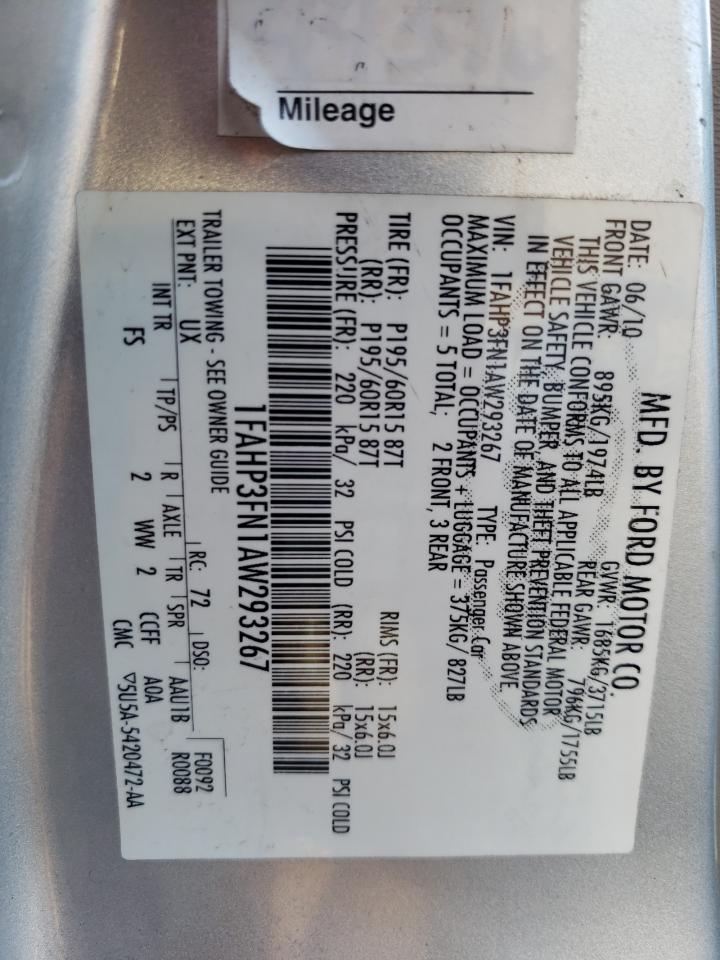 Mileage
MFD. BY FORD MOTOR CO.
DATE: 06/10 GVWR: 1685KG/3715LB
FRONT GAWR: 895KG/1974LB REAR GAWR: 796KG/1755LB
THIS VEHICLE CONFORMS TO ALL APPLICABLE FEDERAL MOTOR
VEHICLE SAFETY, BUMPER, AND THEFT PREVENTION STANDARDS
IN EFFECT ON THE DATE OF MANUFACTURE SHOWN ABOVE.
VIN: 1FAHP3FN1AW293267 TYPE: Passenger Car
MAXIMUM LOAD = OCCUPANTS + LUGGAGE = 375KG/ 827LB
OCCUPANTS = 5 TOTAL; 2 FRONT, 3 REAR
TIRE (FR): P195/60R15 87T RIMS (FR): 15x6.0J
(RR): P195/60R15 87T (RR): 15x6.0J
PRESSURE (FR): 220 kPa/ 32 PSI COLD (RR): 220 kPa/ 32 PSI COLD
1FAHP3FN1AW293267
TRAILER TOWING - SEE OWNER GUIDE
F0092
EXT PNT: UX RC: 72 DSO: R0088
INT TR TP/PS R AXLE TR SPR AAU1B
FS 2 WW 2 CCFF AOA
CMC ▽5U5A-5420472-AA